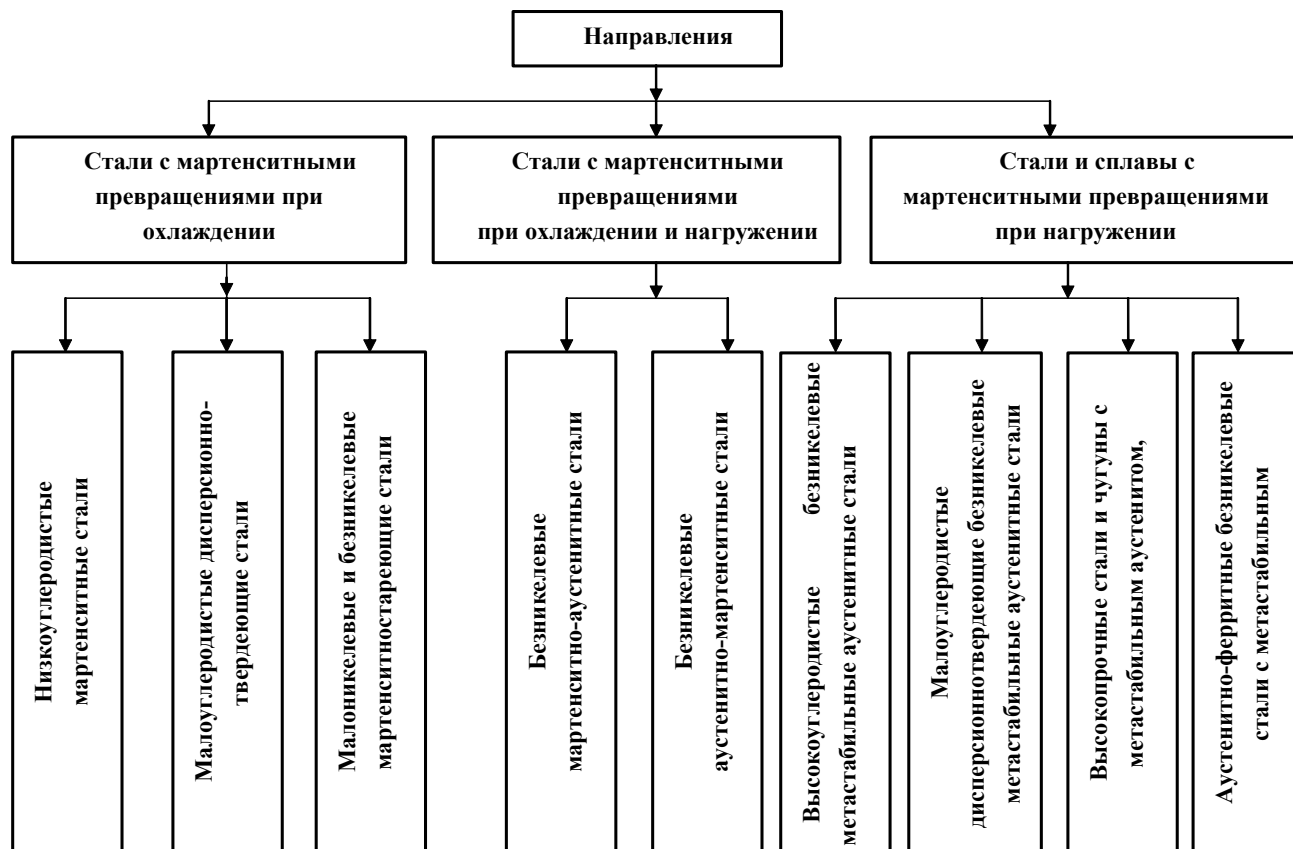 Направления
Стали с мартенситными
превращениями при
охлаждении
Стали с мартенситными
превращениями
при охлаждении и нагружении
Стали и сплавы с
мартенситными превращениями
при нагружении
Низкоуглеродистые
мартенситные стали
Малоуглеродистые дисперсионно-
твердеющие стали
Малоникелевые и безникелевые
мартенситностареющие стали
Безникелевые
мартенситно-аустенитные стали
Безникелевые
аустенитно-мартенситные стали
Высокоуглеродистые безникелевые
метастабильные аустенитные стали
Малоуглеродистые
дисперсионнотвердеющие безникелевые
метастабильные аустенитные стали
Высокопрочные стали и чугуны с
метастабильным аустенитом,
Аустенитно-ферритные безникелевые
стали с метастабильным